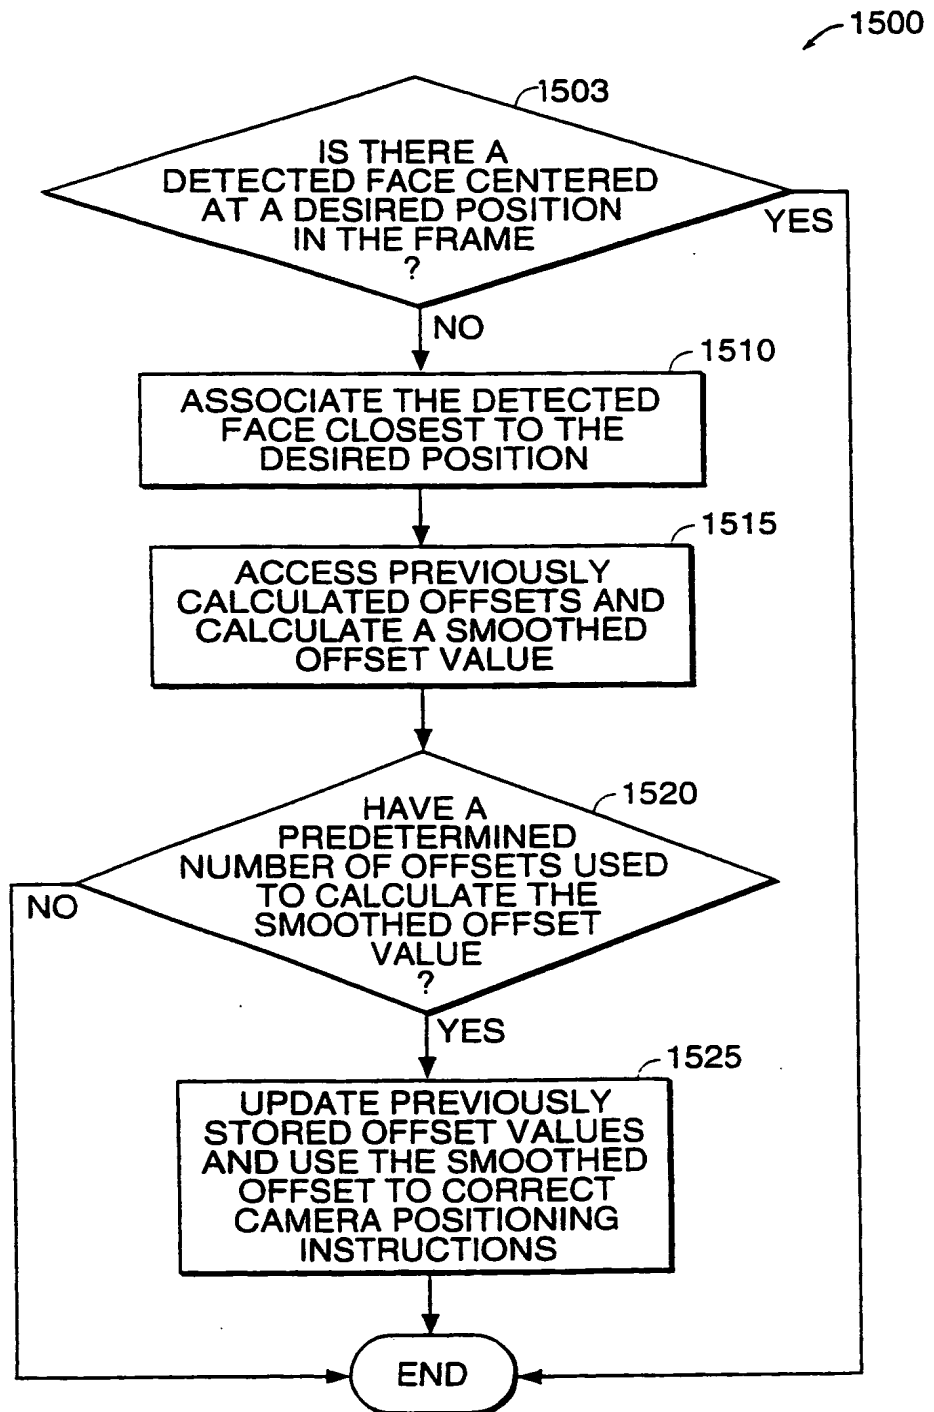 1500
1503
IS THERE A
DETECTED FACE CENTERED
AT A DESIRED POSITION
IN THE FRAME
?
YES
NO
1510
ASSOCIATE THE DETECTED
FACE CLOSEST TO THE
DESIRED POSITION
1515
ACCESS PREVIOUSLY
CALCULATED OFFSETS AND
CALCULATE A SMOOTHED
OFFSET VALUE
1520
HAVE A
PREDETERMINED
NUMBER OF OFFSETS USED
TO CALCULATE THE
SMOOTHED OFFSET
VALUE
?
NO
YES
1525
UPDATE PREVIOUSLY
STORED OFFSET VALUES
AND USE THE SMOOTHED
OFFSET TO CORRECT
CAMERA POSITIONING
INSTRUCTIONS
END